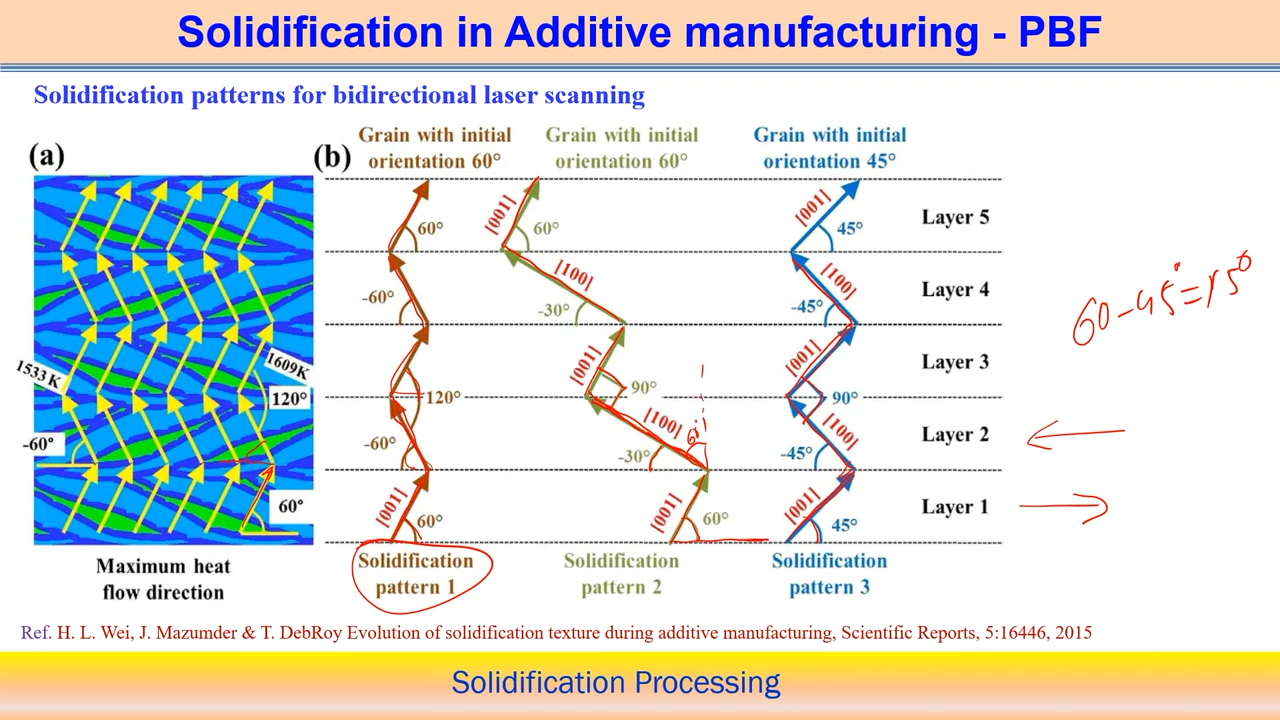 Solidification in Additive manufacturing - PBF
Solidification patterns for bidirectional laser scanning
(a)
1533 K
1609K
120°
-60°
60°
Maximum heat
flow direction
(b)
Grain with initial
orientation 60°
60°
-60°
120°
-60°
[001]
60°
Solidification
pattern 1
Grain with initial
orientation 60°
[001]
60°
[100]
-30°
[001]
90°
[100]
-30°
[001]
60°
Solidification
pattern 2
Grain with initial
orientation 45°
[001]
45°
[100]
-45°
[001]
90°
[100]
-45°
[001]
45°
Solidification
pattern 3
Layer 5
Layer 4
Layer 3
Layer 2
Layer 1
60-45°=15°
Ref. H. L. Wei, J. Mazumder & T. DebRoy Evolution of solidification texture during additive manufacturing, Scientific Reports, 5:16446, 2015
Solidification Processing